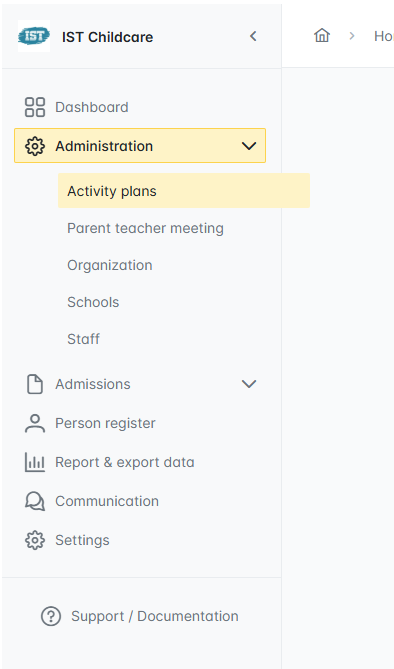 IST
IST Childcare
Dashboard
Administration
Activity plans
Parent teacher meeting
Organization
Schools
Staff
Admissions
Person register
Report & export data
Communication
Settings
Support / Documentation